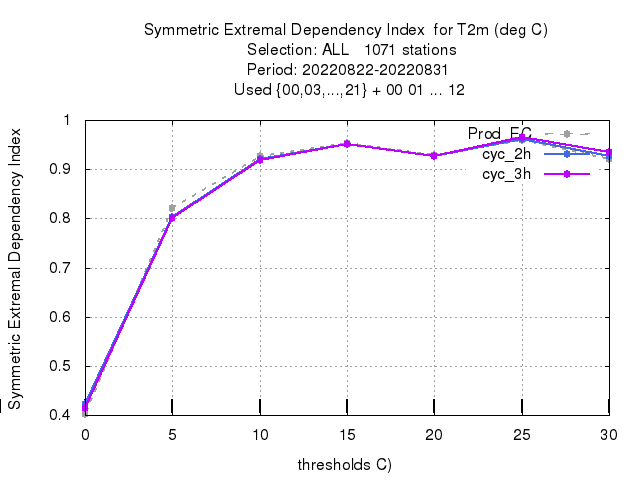 Symmetric Extremal Dependency Index  for T2m (deg C)
Selection: ALL   1071 stations
Period: 20220822-20220831
Used {00,03,...,21} + 00 01 ... 12
Symmetric Extremal Dependency Index
1
0.9
0.8
0.7
0.6
0.5
0.4
Prod_EC
cyc_2h
cyc_3h
0 5 10 15 20 25 30
thresholds C)